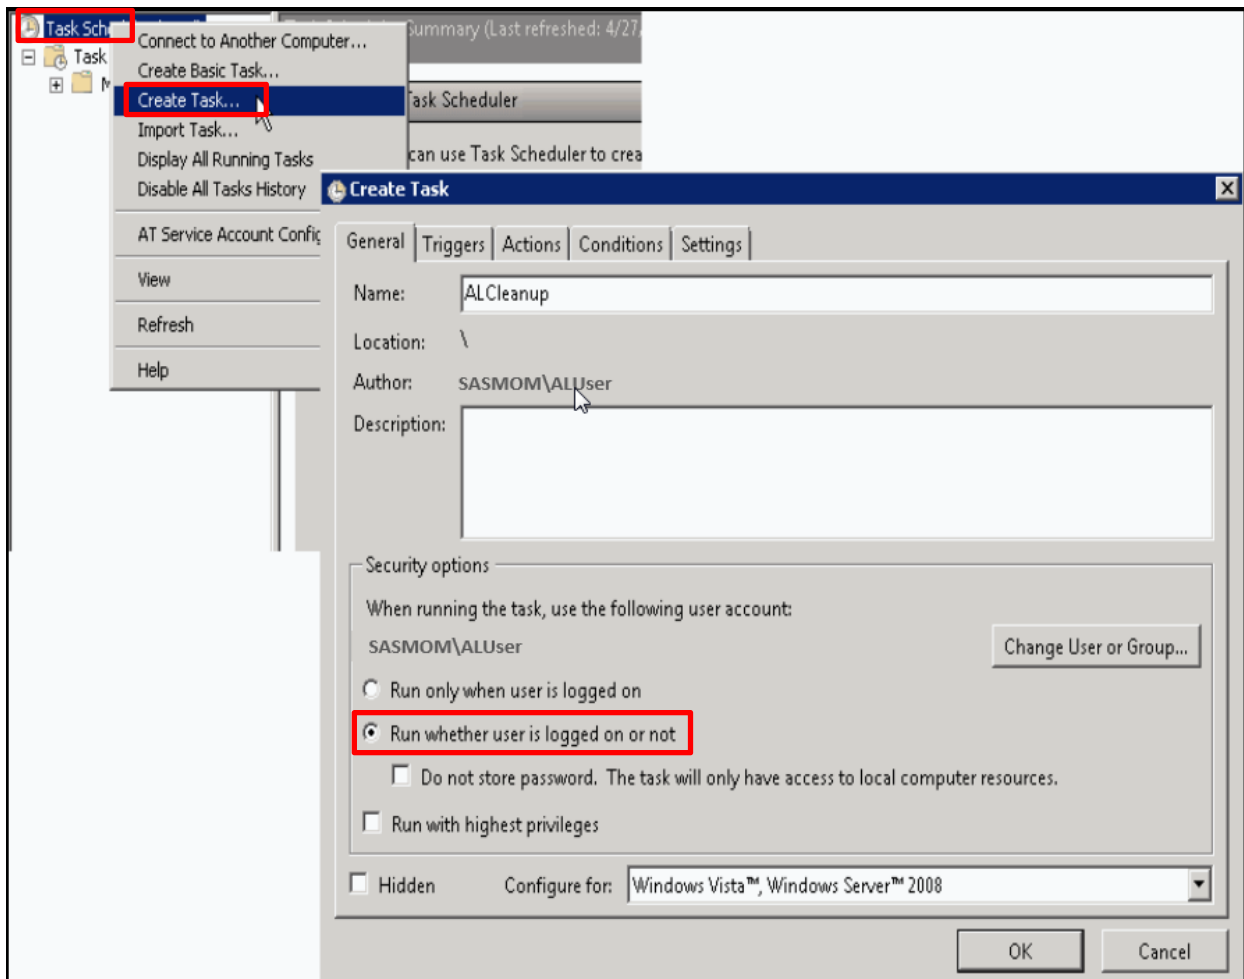 Task Sch
Summary (Last refreshed: 4/27/
Task
M
Connect to Another Computer...
Create Basic Task...
Create Task...
Import Task...
Display All Running Tasks
Disable All Tasks History
AT Service Account Config
View
Refresh
Help
Task Scheduler
can use Task Scheduler to crea
Create Task
General Triggers Actions Conditions Settings
Name: ALCleanup
Location: \
Author: SASMOM\ALUser
Description:
Security options
When running the task, use the following user account:
SASMOM\ALUser
Change User or Group...
Run only when user is logged on
Run whether user is logged on or not
Do not store password. The task will only have access to local computer resources.
Run with highest privileges
Hidden Configure for: Windows Vista™, Windows Server™ 2008
OK Cancel